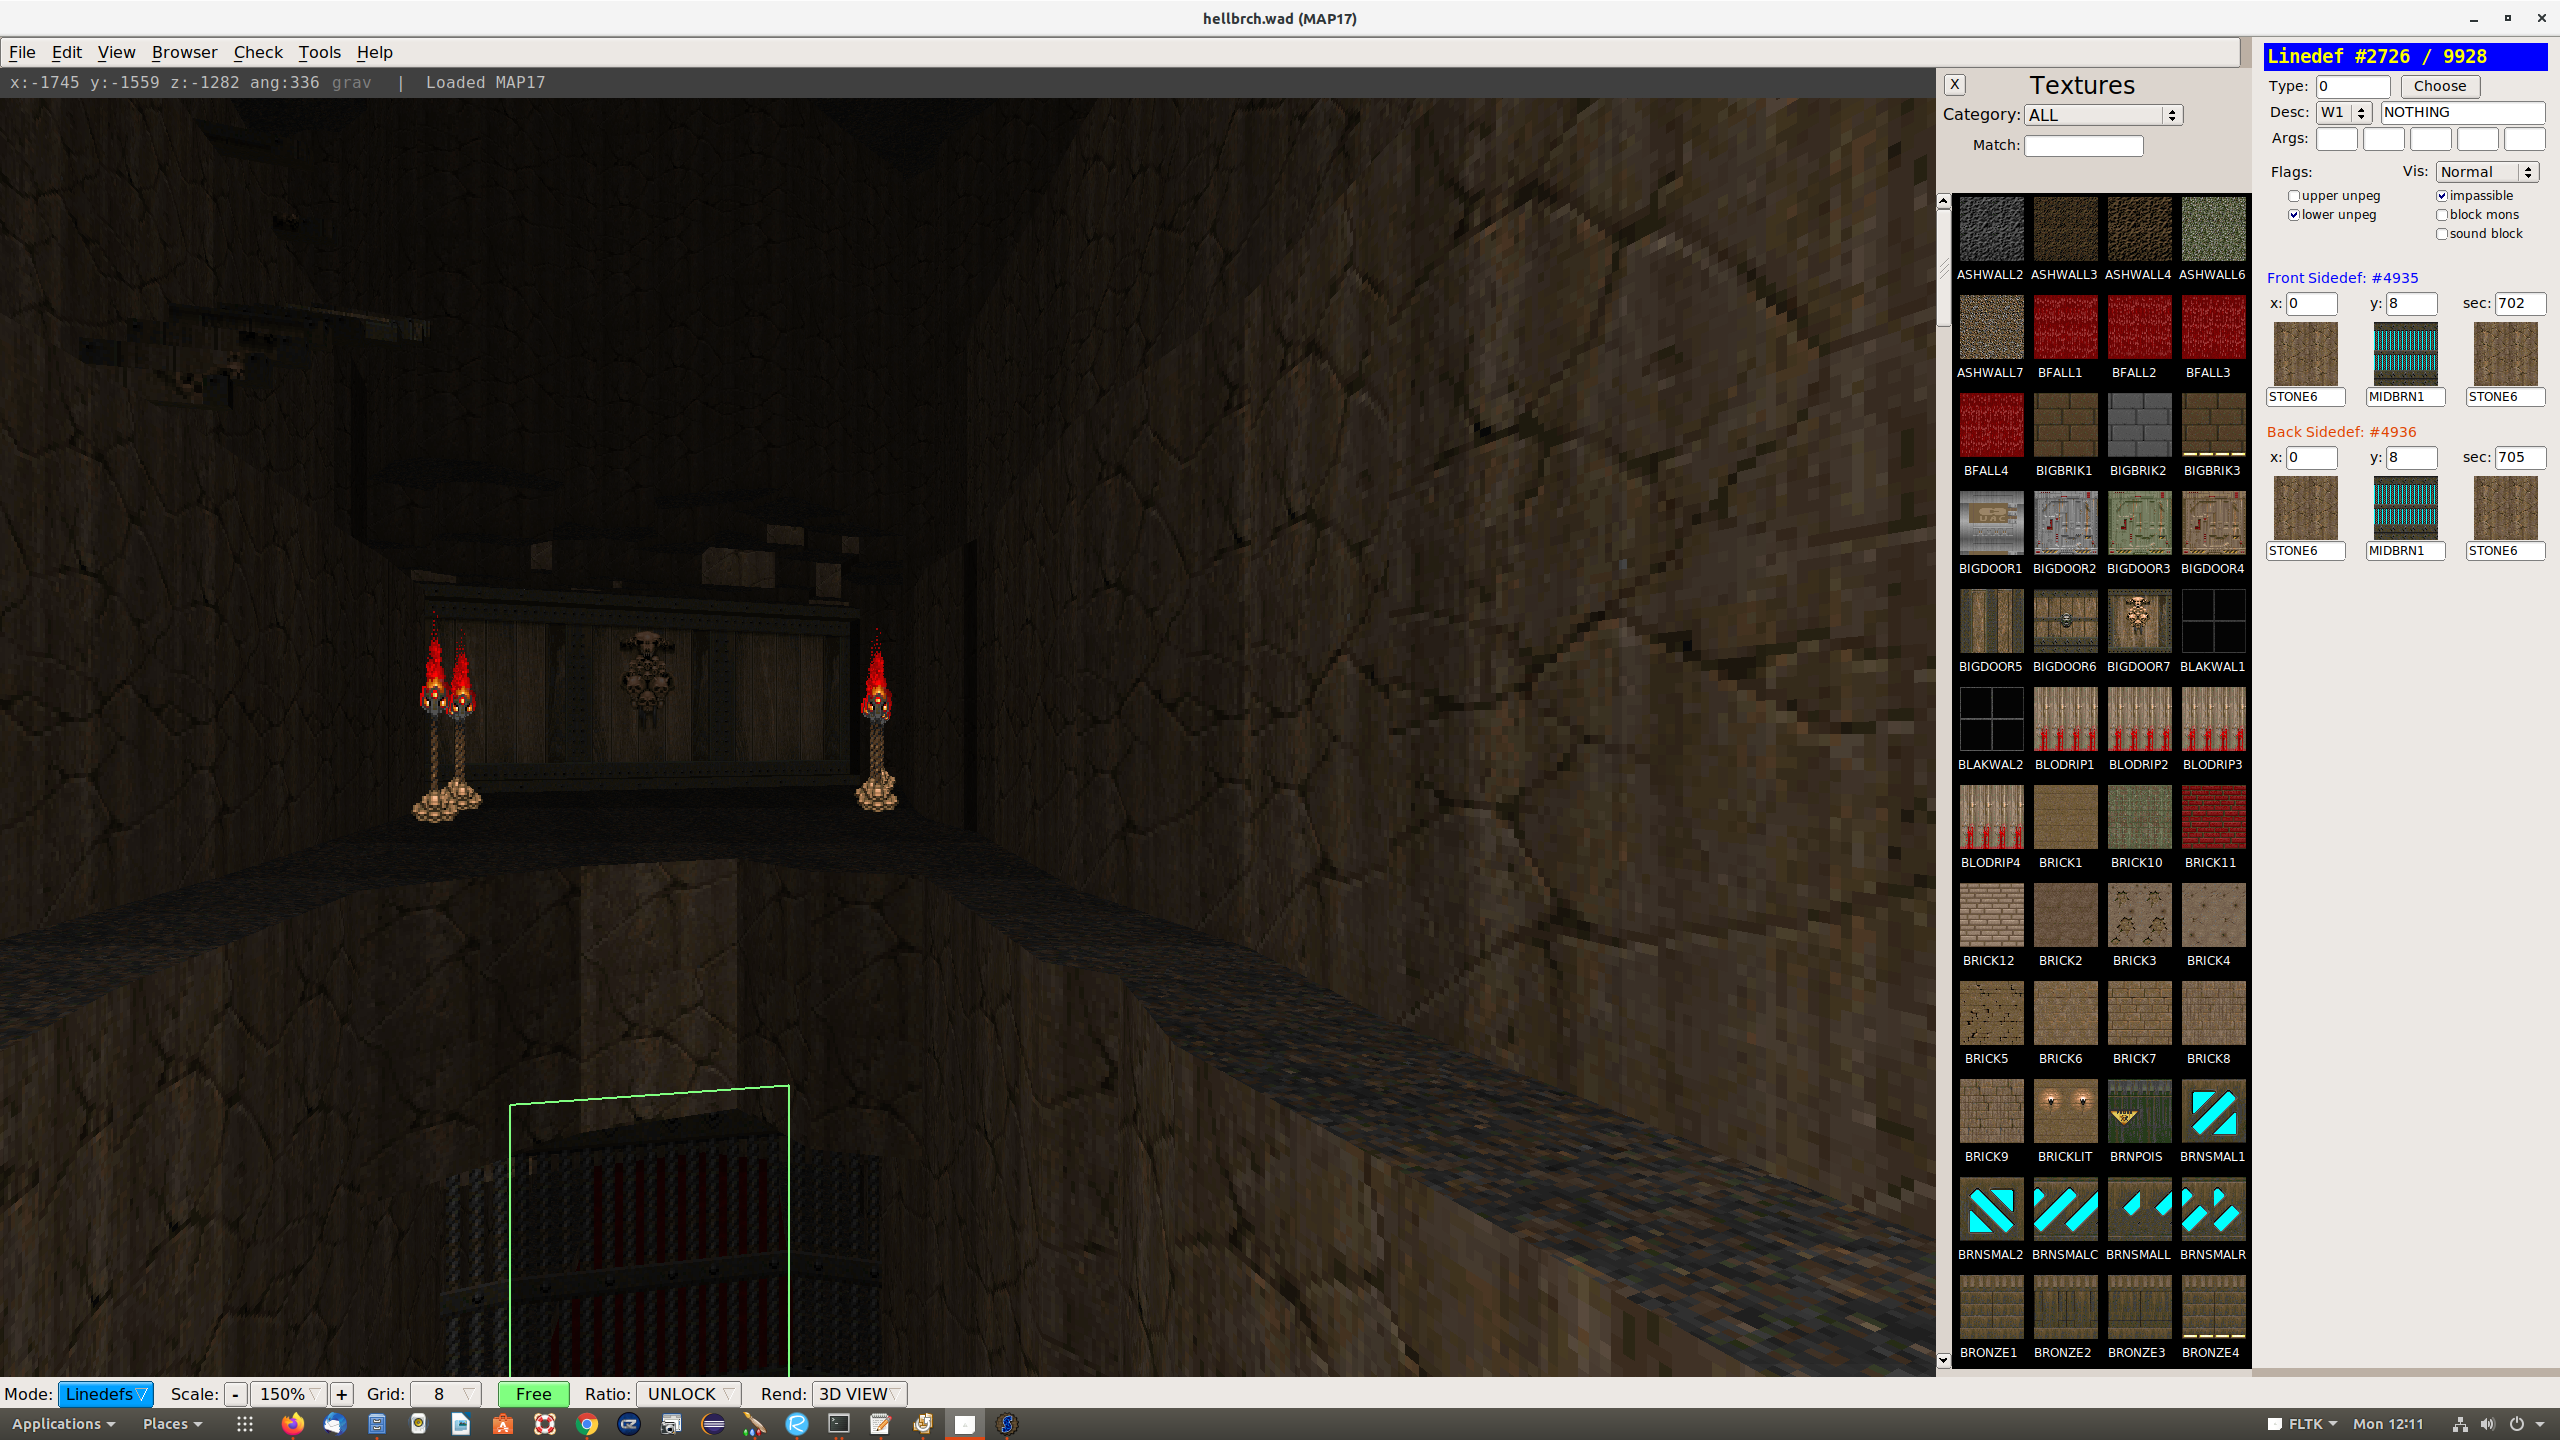 hellbrch.wad (MAP17)
File Edit View Browser Check Tools Help
x:-1745 y:-1559 z:-1282 ang:336 grav | Loaded MAP17
X Textures
Category: ALL
Match:
ASHWALL2 ASHWALL3 ASHWALL4 ASHWALL6
ASHWALL7 BFALL1 BFALL2 BFALL3
BFALL4 BIGBRIK1 BIGBRIK2 BIGBRIK3
UAC
BIGDOOR1 BIGDOOR2 BIGDOOR3 BIGDOOR4
BIGDOOR5 BIGDOOR6 BIGDOOR7 BLAKWAL1
BLAKWAL2 BLODRIP1 BLODRIP2 BLODRIP3
BLODRIP4 BRICK1 BRICK10 BRICK11
BRICK12 BRICK2 BRICK3 BRICK4
BRICK5 BRICK6 BRICK7 BRICK8
BRICK9 BRICKLIT BRNPOIS BRNSMAL1
BRNSMAL2 BRNSMALC BRNSMALL BRNSMALR
BRONZE1 BRONZE2 BRONZE3 BRONZE4
Linedef #2726 / 9928
Type: 0 Choose
Desc: W1 NOTHING
Args:
Flags: Vis: Normal
upper unpeg impassible
lower unpeg block mons
sound block
Front Sidedef: #4935
x: 0 y: 8 sec: 702
STONE6 MIDBRN1 STONE6
Back Sidedef: #4936
x: 0 y: 8 sec: 705
STONE6 MIDBRN1 STONE6
Mode: Linedefs Scale: - 150% + Grid: 8 Free Ratio: UNLOCK Rend: 3D VIEW
Applications Places FLTK Mon 12:11